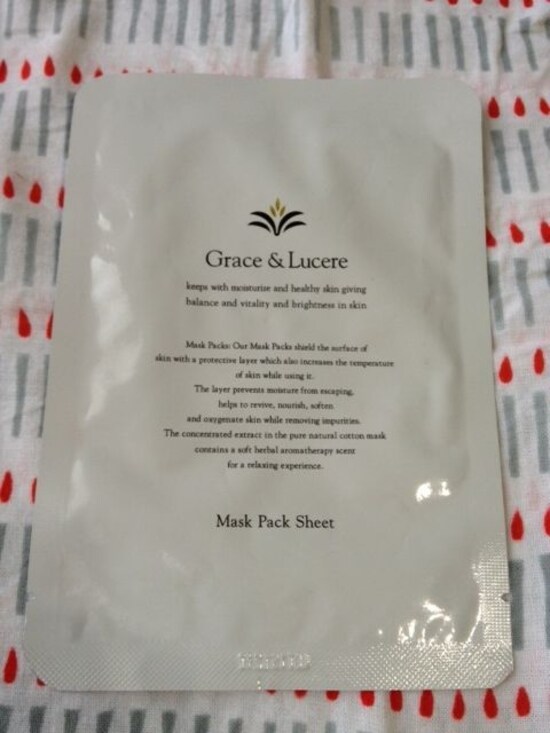 Grace & Lucere
keeps with moisturize and healthy skin giving
balance and vitality and brightness in skin
Mask Packs: Our Mask Packs shield the surface of
skin with a protective layer which also increases the temperature
of skin while using it.
The layer prevents moisture from escaping,
helps to revive, nourish, soften
and oxygenate skin while removing impurities.
The concentrated extract in the pure natural cotton mask
contains a soft herbal aromatherapy scent
for a relaxing experience.
Mask Pack Sheet